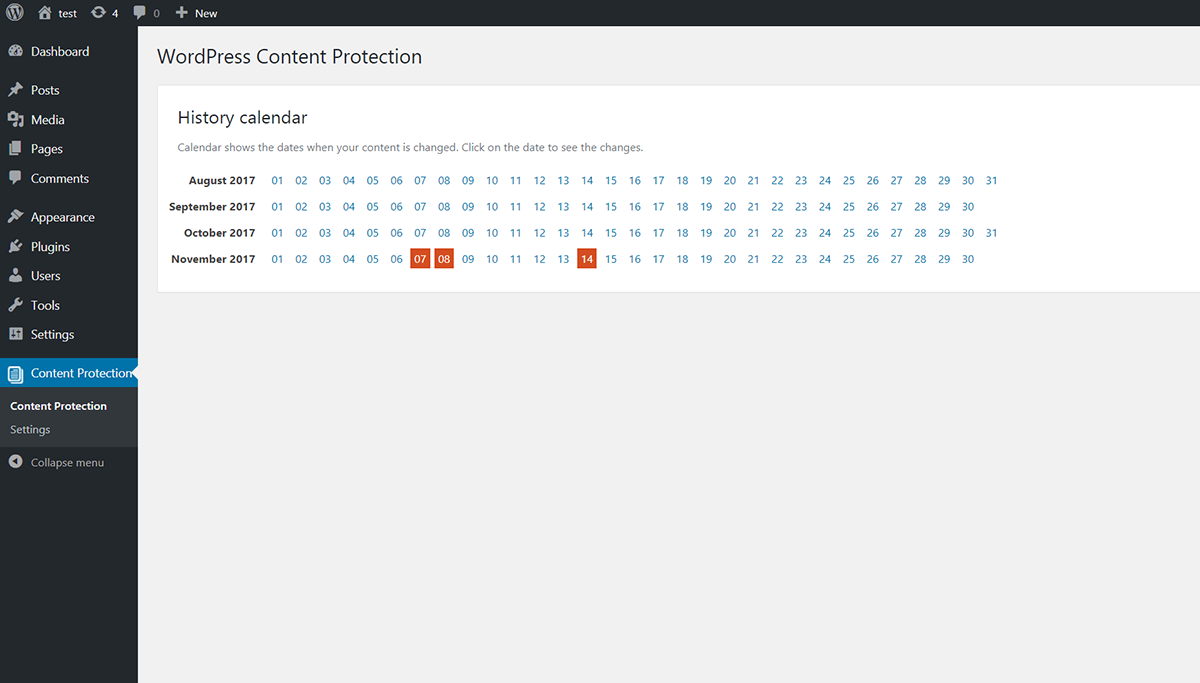 test 4 0 New
Dashboard
Posts
Media
Pages
Comments
Appearance
Plugins
Users
Tools
Settings
Content Protection
Content Protection
Settings
Collapse menu
WordPress Content Protection
History calendar
Calendar shows the dates when your content is changed. Click on the date to see the changes.
August 2017 01 02 03 04 05 06 07 08 09 10 11 12 13 14 15 16 17 18 19 20 21 22 23 24 25 26 27 28 29 30 31
September 2017 01 02 03 04 05 06 07 08 09 10 11 12 13 14 15 16 17 18 19 20 21 22 23 24 25 26 27 28 29 30
October 2017 01 02 03 04 05 06 07 08 09 10 11 12 13 14 15 16 17 18 19 20 21 22 23 24 25 26 27 28 29 30 31
November 2017 01 02 03 04 05 06 07 08 09 10 11 12 13 14 15 16 17 18 19 20 21 22 23 24 25 26 27 28 29 30